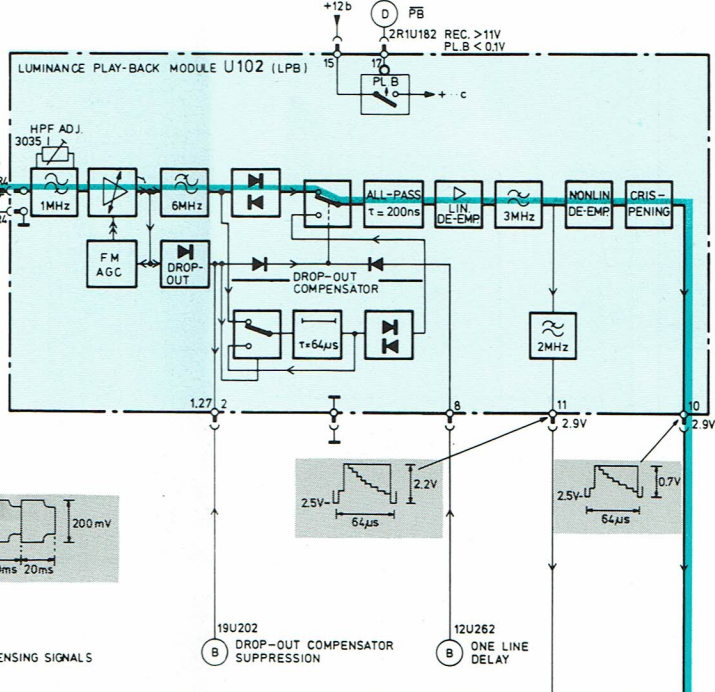 +12b
D P̅B̅
2R1U182 REC. >11V
PL.B < 0.1V
15
17
LUMINANCE PLAY-BACK MODULE U102 (LPB)
PL B
+ ··c
HPF ADJ.
3035
1MHz
6MHz
ALL-PASS
τ = 200ns
LIN.
DE-EMP.
3MHz
NONLIN
DE-EMP.
CRIS-
PENING
FM
AGC
DROP-
OUT
DROP-OUT
COMPENSATOR
τ=64µs
2MHz
1.27
2
8
11
10
2.9V
2.9V
2.5V
2.2V
64µs
2.5V
0.7V
64µs
200mV
20ms
19U202
B
DROP-OUT COMPENSATOR
SUPPRESSION
12U262
B
ONE LINE
DELAY
ENSING SIGNALS